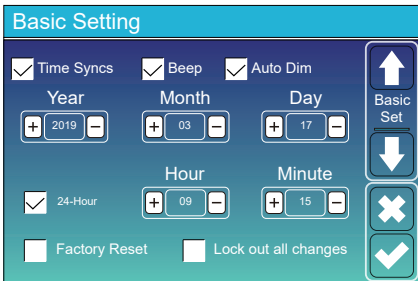 Basic Setting
Time Syncs Beep Auto Dim
Year Month Day
+ 2019 − + 03 − + 17 −
Basic
Set
Hour Minute
24-Hour + 09 − + 15 −
Factory Reset Lock out all changes